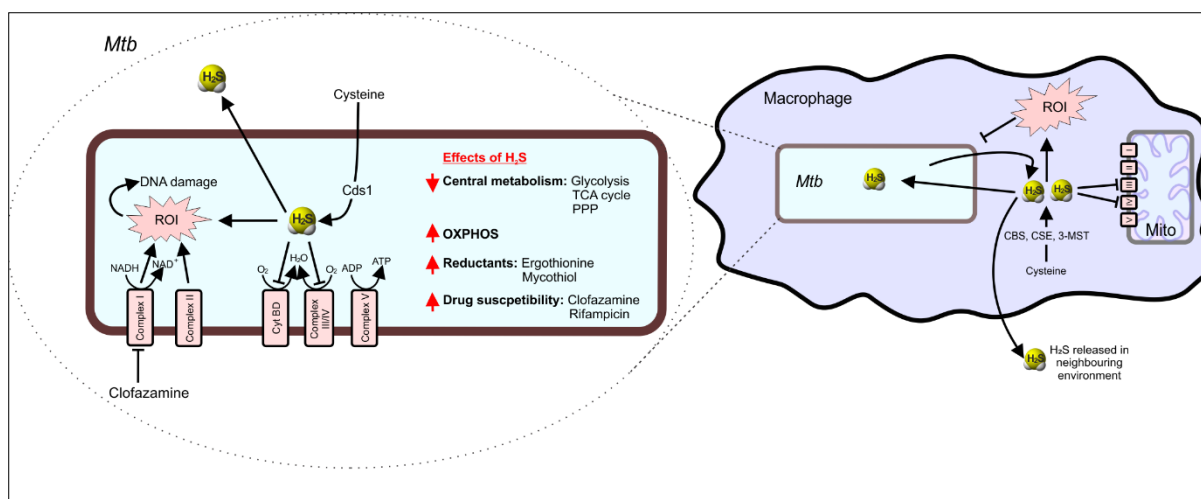 Mtb
H₂S
Cysteine
Cds1
DNA damage
ROI
H₂S
NADH
NAD⁺
O₂
H₂O
O₂
ADP
ATP
Complex I
Complex II
Cyt BD
Complex
III/IV
Complex V
Clofazamine
Effects of H₂S
Central metabolism: Glycolysis
TCA cycle
PPP
OXPHOS
Reductants: Ergothionine
Mycothiol
Drug suscpetibility: Clofazamine
Rifampicin
Macrophage
ROI
Mtb
H₂S
H₂S H₂S
I
II
III
IV
V
Mito
CBS, CSE, 3-MST
Cysteine
H₂S
H₂S released in
neighbouring
environment